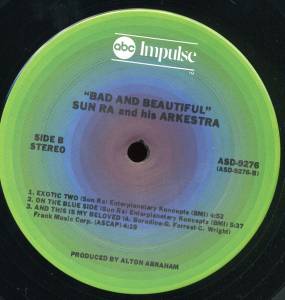 abc Impulse
TM
"BAD AND BEAUTIFUL"
SUN RA and his ARKESTRA
SIDE B
STEREO
ASD-9276
(ASD-9276-B)
1. EXOTIC TWO (Sun Ra) Enterplanetary Koncepts (BMI) 4:52
2. ON THE BLUE SIDE (Sun Ra) Enterplanetary Koncepts (BMI) 5:37
3. AND THIS IS MY BELOVED (A. Borodine-G. Forrest-C. Wright)
Frank Music Corp. (ASCAP) 4:19
PRODUCED BY ALTON ABRAHAM